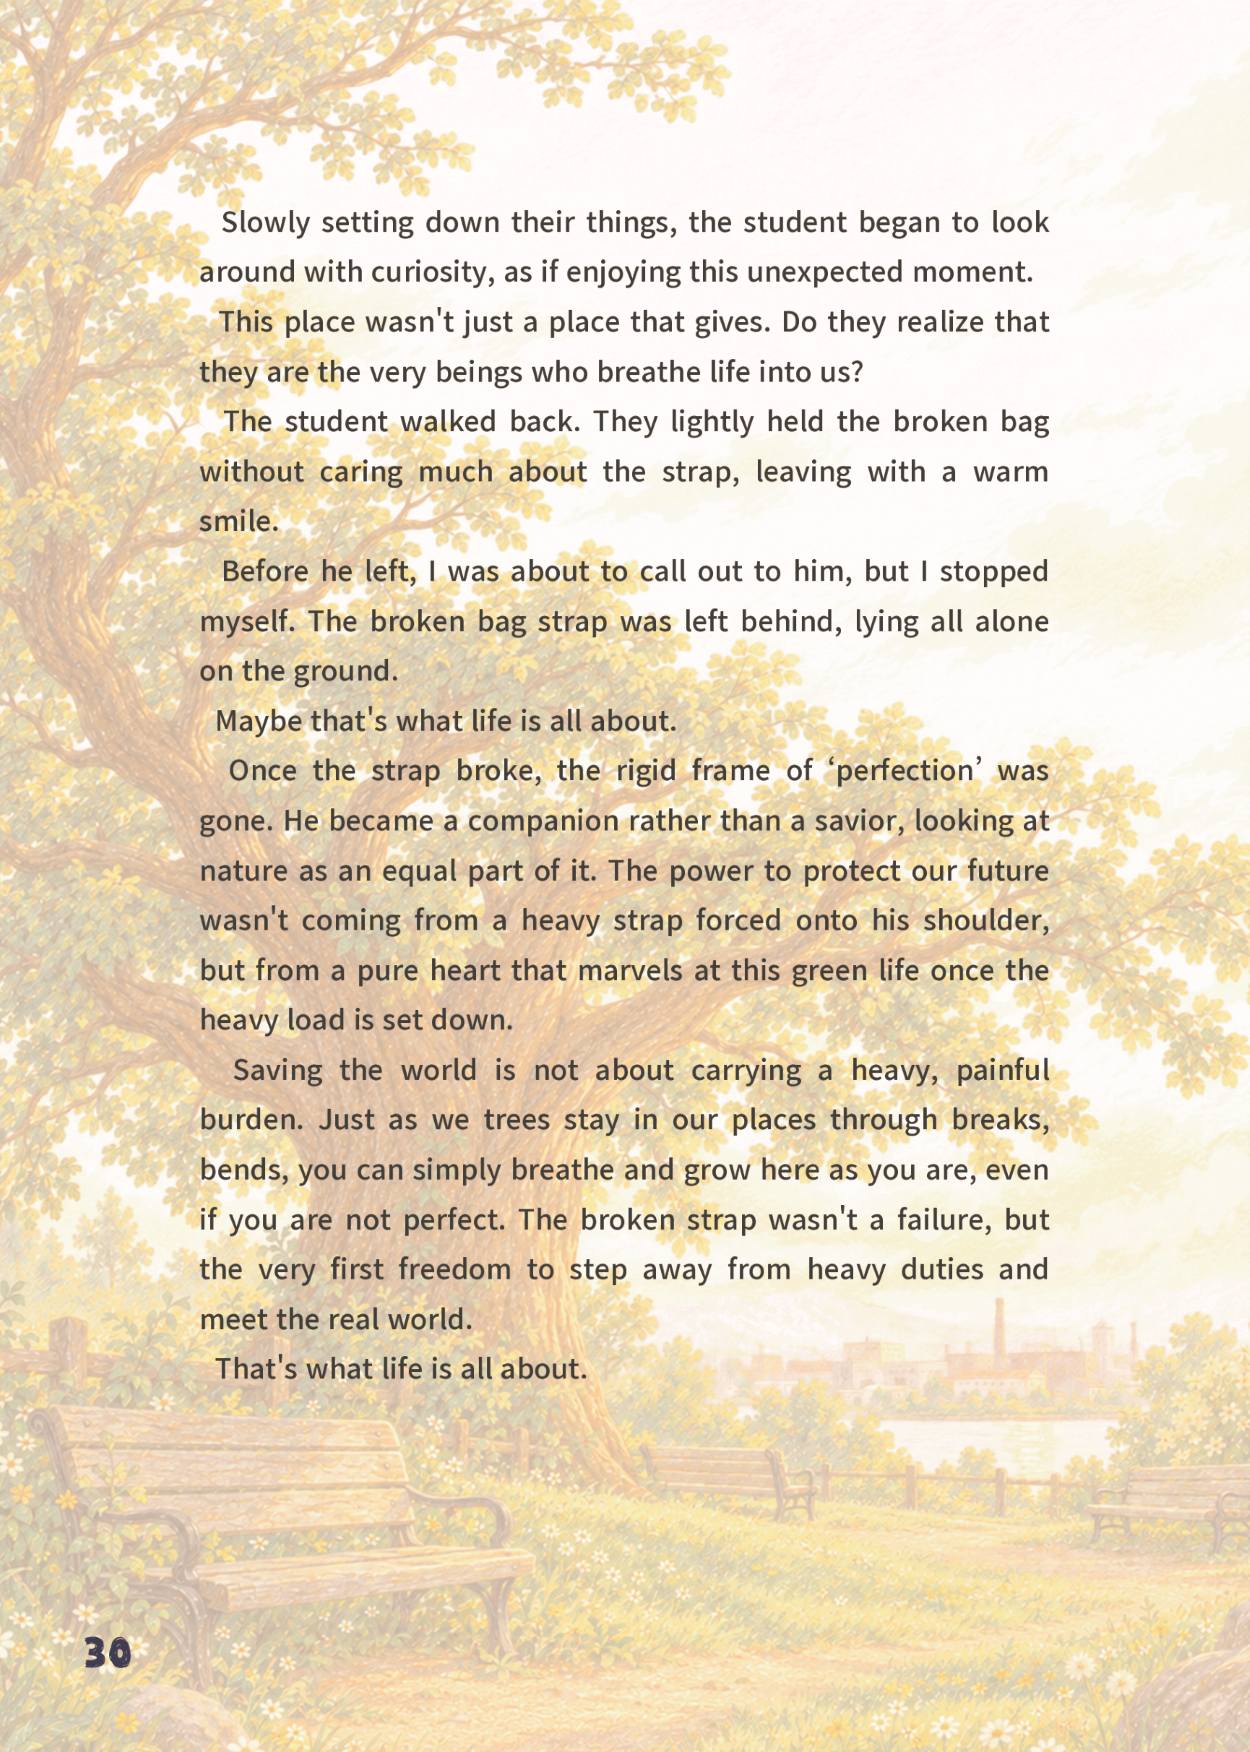 Slowly setting down their things, the student began to look
around with curiosity, as if enjoying this unexpected moment.
This place wasn't just a place that gives. Do they realize that
they are the very beings who breathe life into us?
The student walked back. They lightly held the broken bag
without caring much about the strap, leaving with a warm
smile.
Before he left, I was about to call out to him, but I stopped
myself. The broken bag strap was left behind, lying all alone
on the ground.
Maybe that's what life is all about.
Once the strap broke, the rigid frame of ‘perfection’ was
gone. He became a companion rather than a savior, looking at
nature as an equal part of it. The power to protect our future
wasn't coming from a heavy strap forced onto his shoulder,
but from a pure heart that marvels at this green life once the
heavy load is set down.
Saving the world is not about carrying a heavy, painful
burden. Just as we trees stay in our places through breaks,
bends, you can simply breathe and grow here as you are, even
if you are not perfect. The broken strap wasn't a failure, but
the very first freedom to step away from heavy duties and
meet the real world.
That's what life is all about.
30